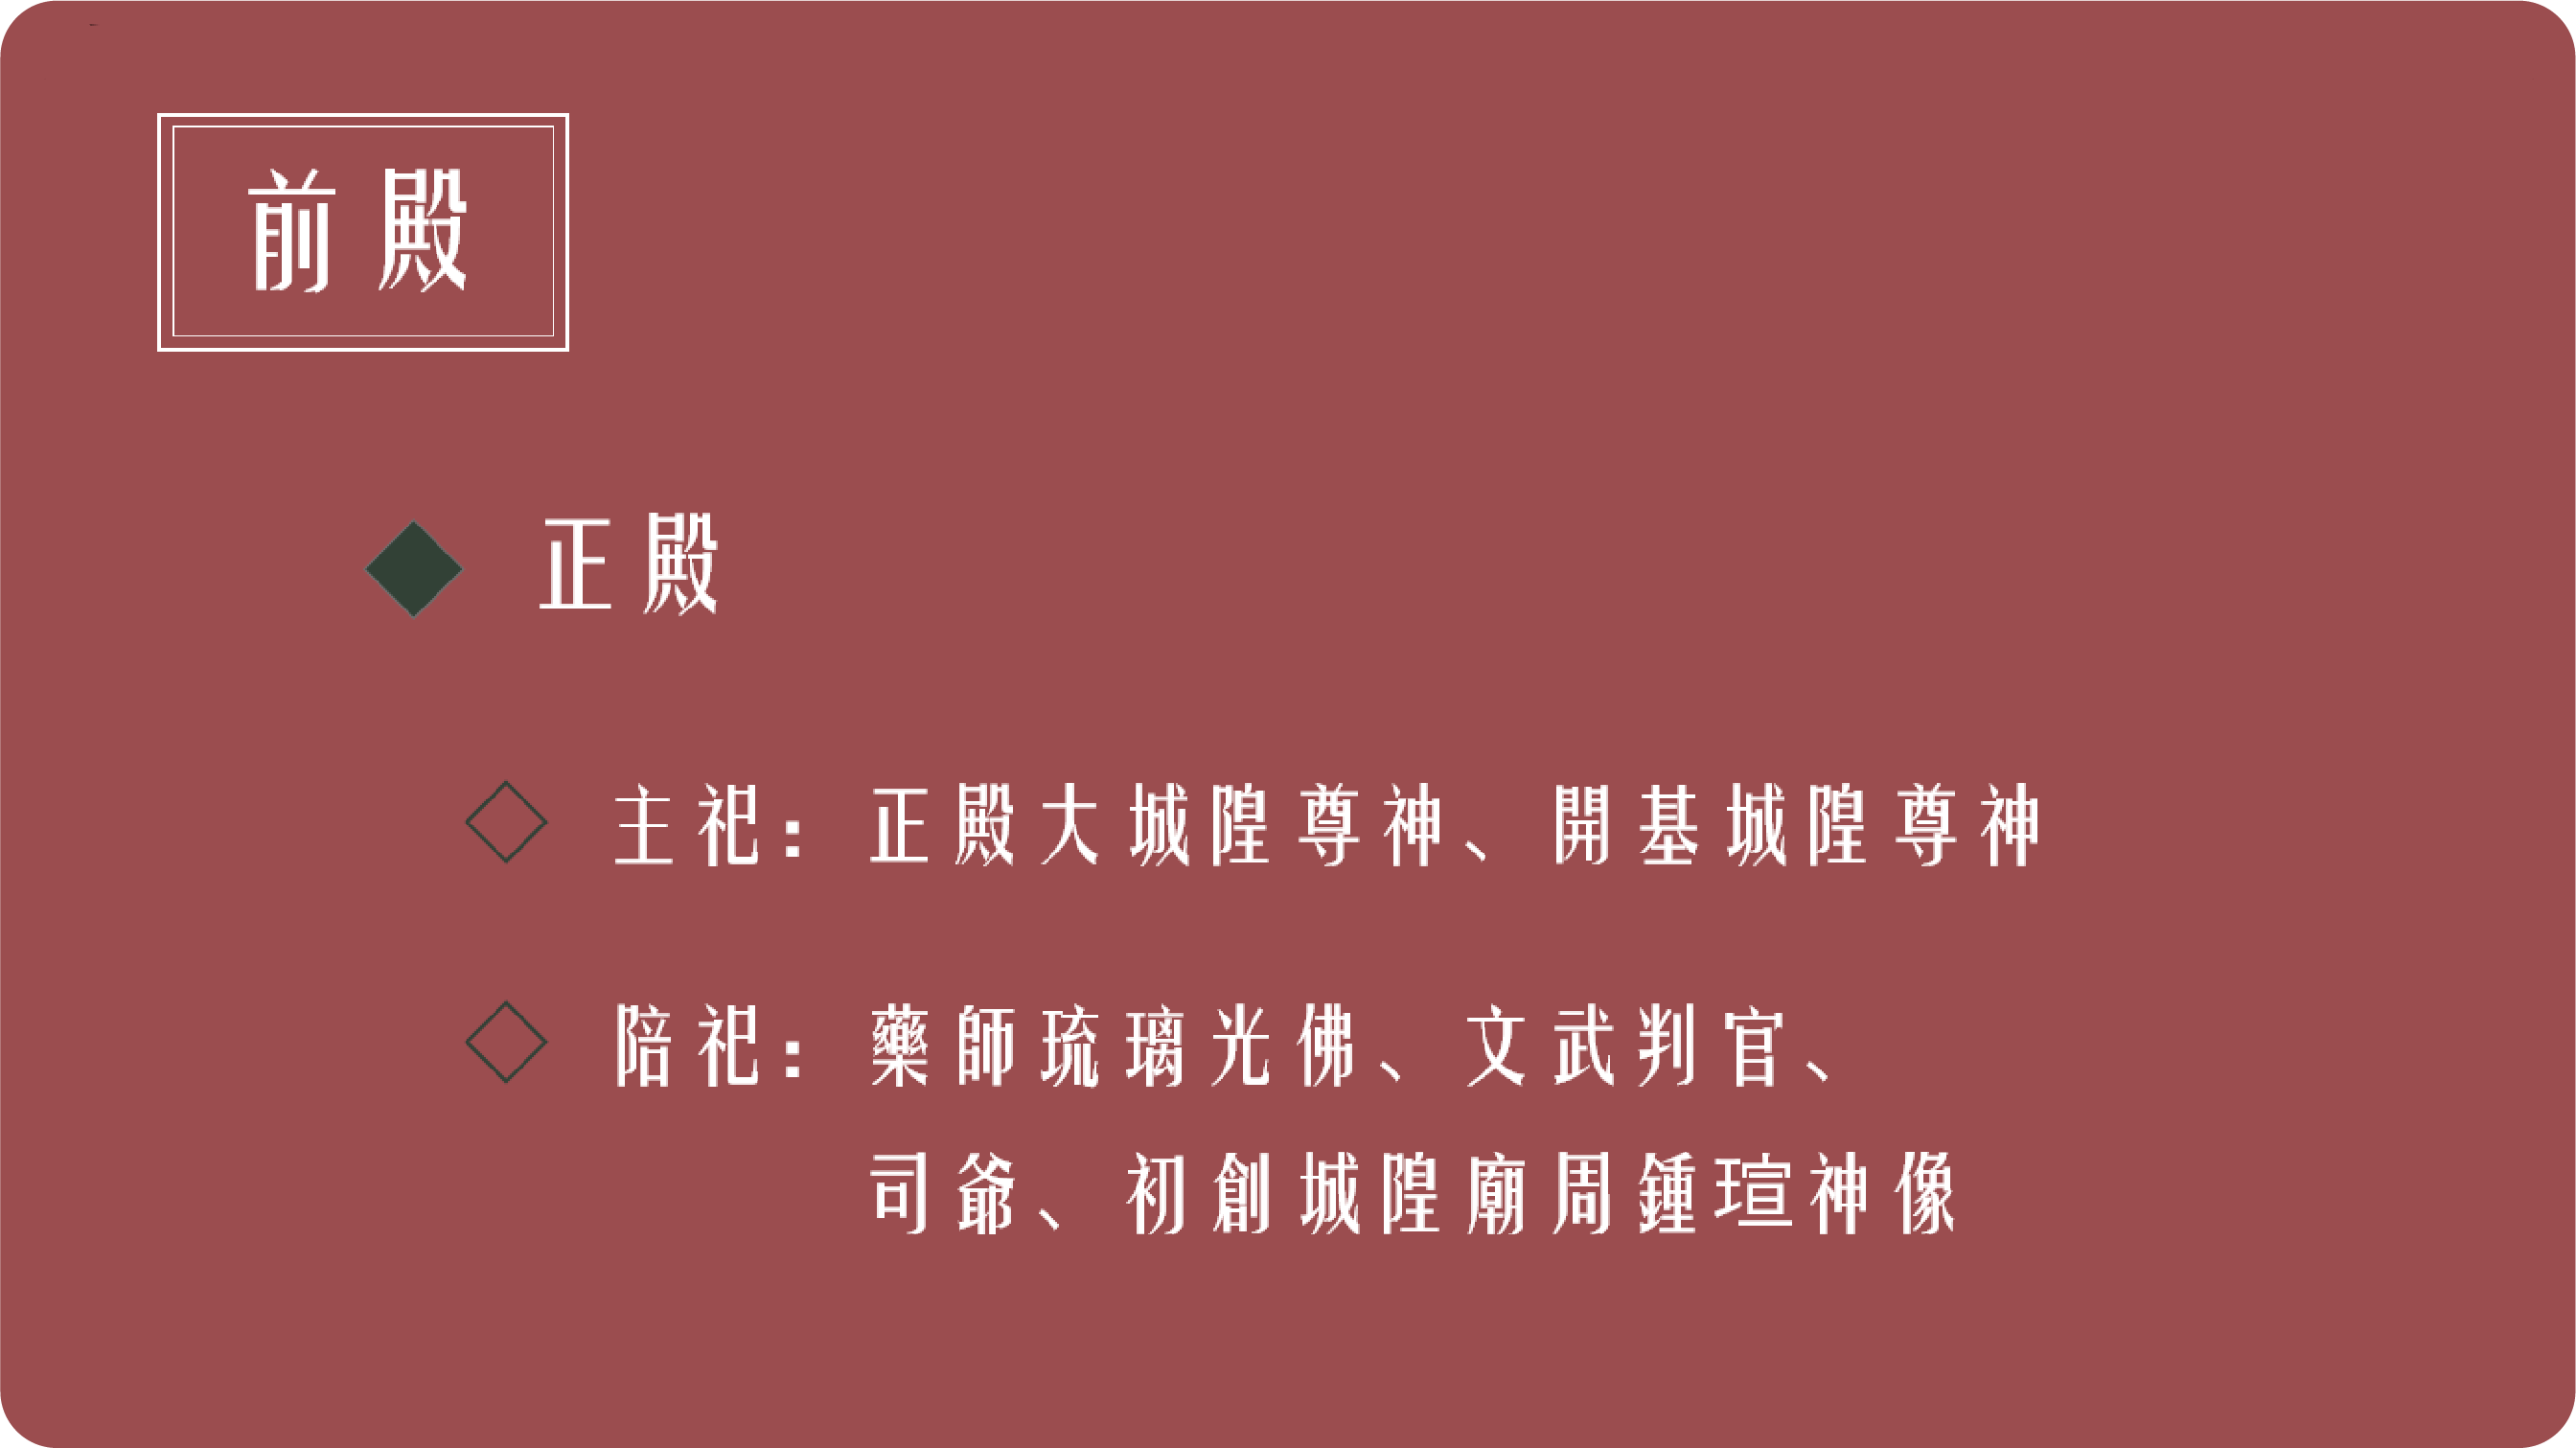 前殿
正殿
主祀：正殿大城隍尊神、開基城隍尊神
陪祀：藥師琉璃光佛、文武判官、
司爺、初創城隍廟周鍾瑄神像